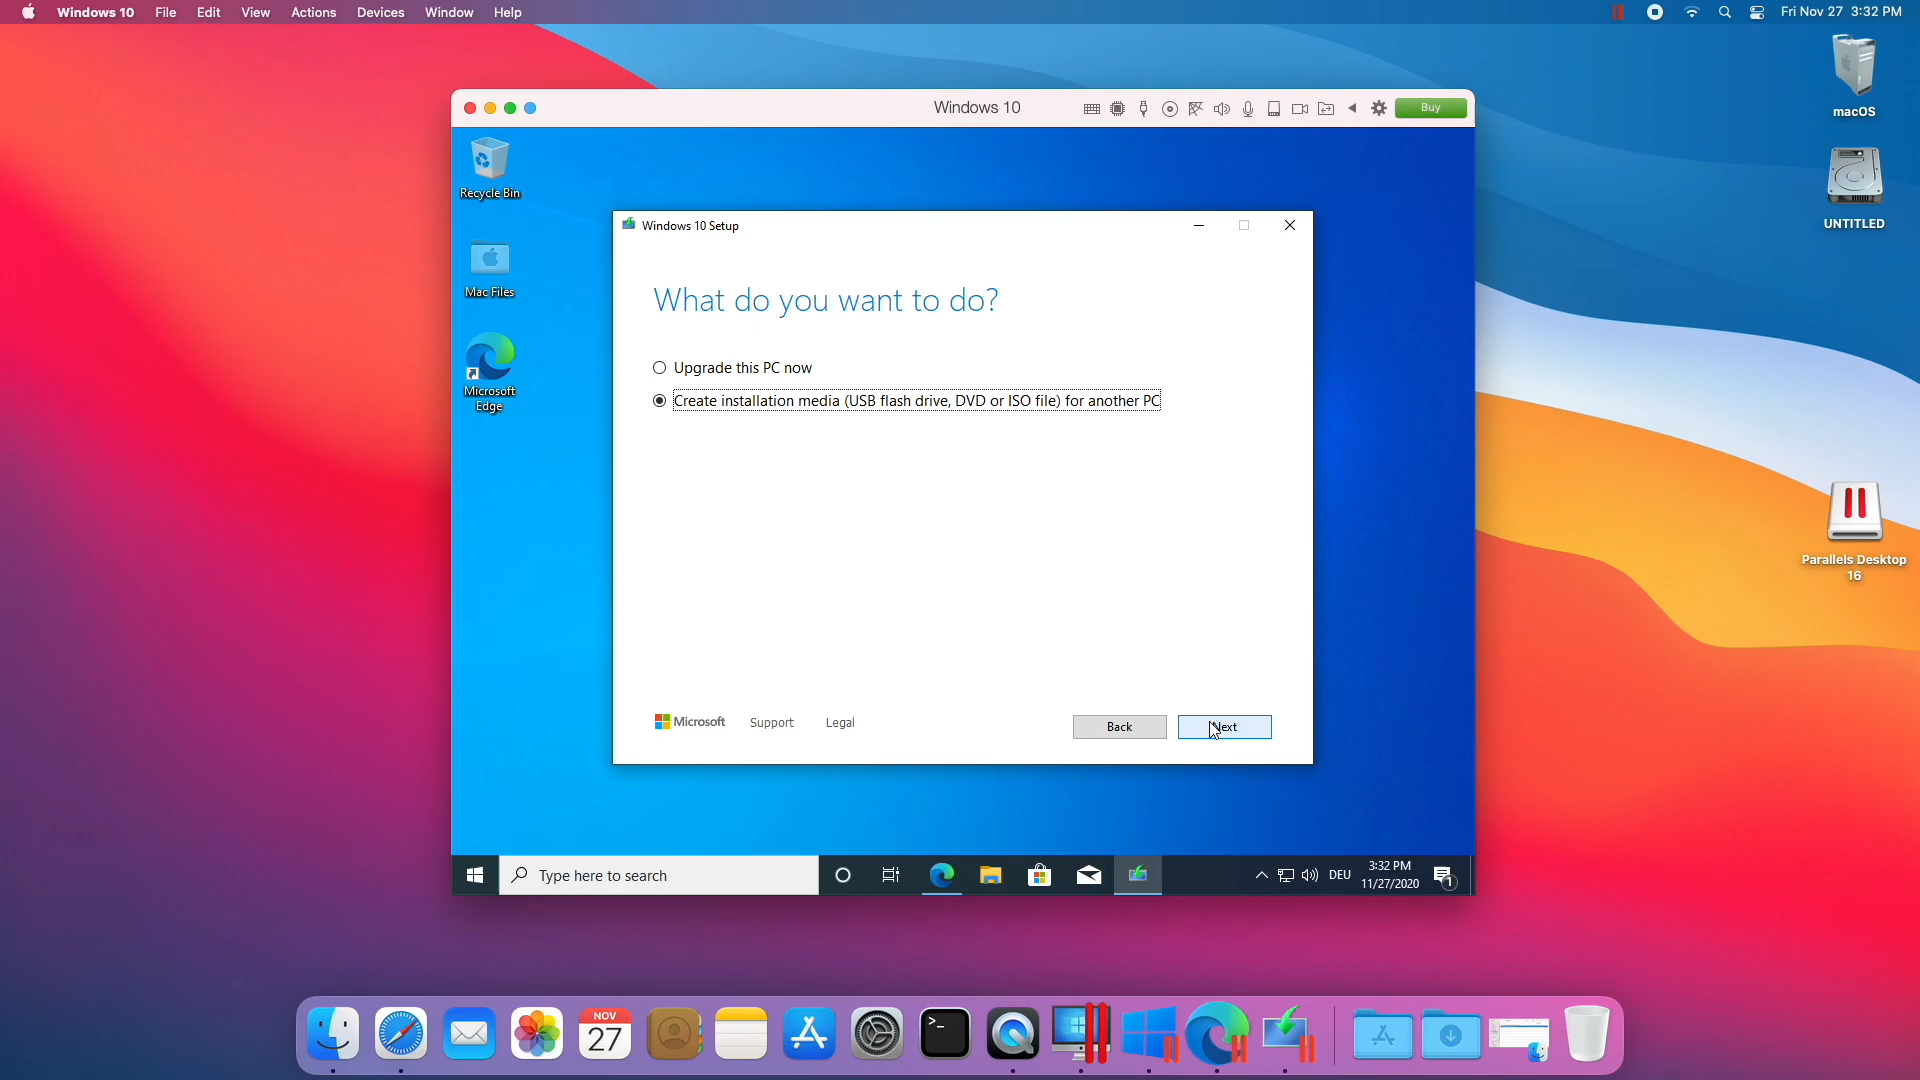 Windows 10 File Edit View Actions Devices Window Help Fri Nov 27 3:32 PM
Windows 10 Buy
macOS
Recycle Bin
UNTITLED
Windows 10 Setup
Mac Files
What do you want to do?
Upgrade this PC now
Microsoft
Edge
Create installation media (USB flash drive, DVD or ISO file) for another PC
Parallels Desktop
16
Microsoft Support Legal Back Next
Type here to search DEU 3:32 PM
11/27/2020 1
NOV
27